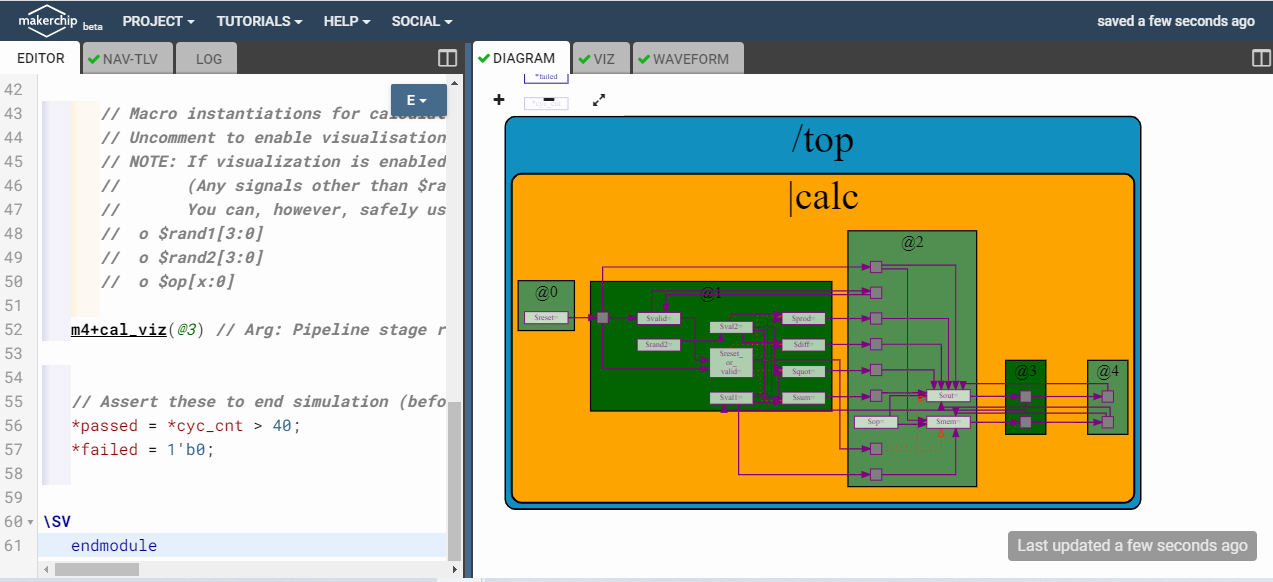 makerchip beta PROJECT TUTORIALS HELP SOCIAL saved a few seconds ago
EDITOR NAV-TLV LOG
DIAGRAM VIZ WAVEFORM
E
42
43 // Macro instantiations for calculat
44 // Uncomment to enable visualisation
45 // NOTE: If visualization is enabled
46 // (Any signals other than $ra
47 // You can, however, safely us
48 // o $rand1[3:0]
49 // o $rand2[3:0]
50 // o $op[x:0]
51
52 m4+cal_viz(@3) // Arg: Pipeline stage r
53
54
55 // Assert these to end simulation (befo
56 *passed = *cyc_cnt > 40;
57 *failed = 1'b0;
58
59
60 \SV
61 endmodule
*failed
*cyc_cnt
/top
|calc
@0
$reset=
@1
$valid=
$rand2=
$val2=
$reset_
or_
valid=
$val1=
$prod=
$diff=
$quot=
$sum=
@2
$out=
$op=
$mem=
@3
@4
Last updated a few seconds ago